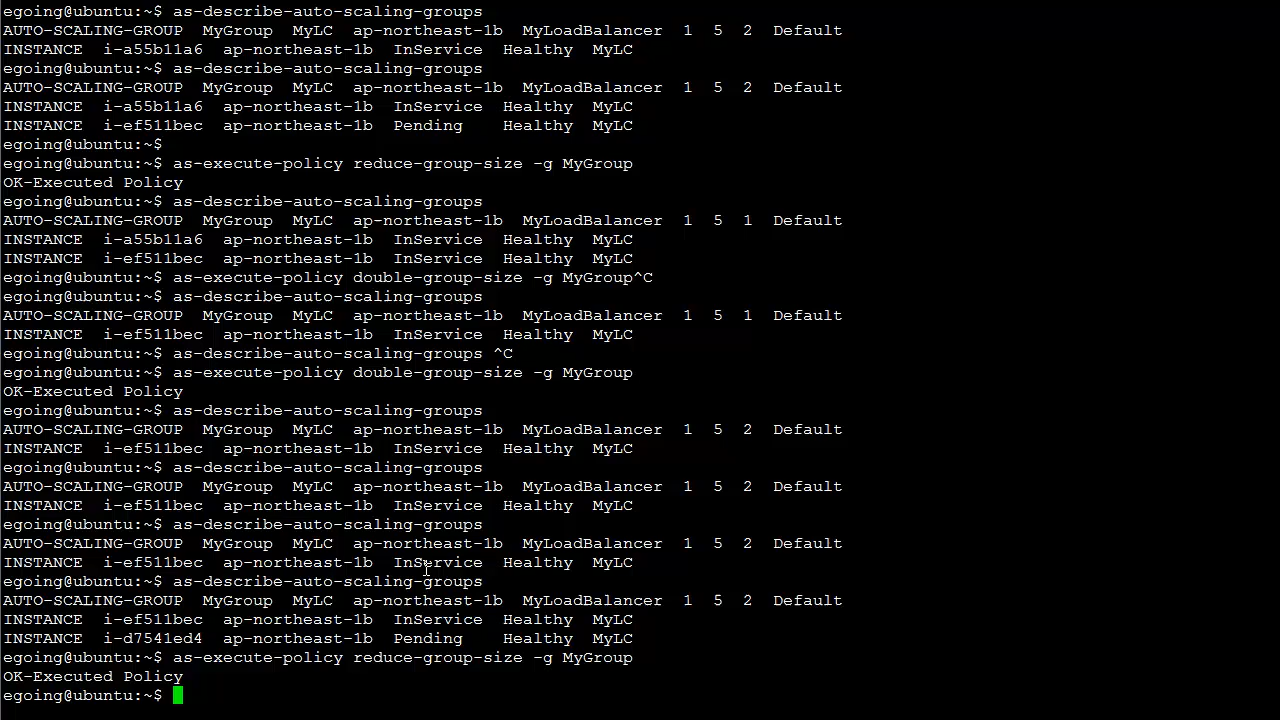 egoing@ubuntu:~$ as-describe-auto-scaling-groups
AUTO-SCALING-GROUP  MyGroup  MyLC  ap-northeast-1b  MyLoadBalancer  1  5  2  Default
INSTANCE  i-a55b11a6  ap-northeast-1b  InService  Healthy  MyLC
egoing@ubuntu:~$ as-describe-auto-scaling-groups
AUTO-SCALING-GROUP  MyGroup  MyLC  ap-northeast-1b  MyLoadBalancer  1  5  2  Default
INSTANCE  i-a55b11a6  ap-northeast-1b  InService  Healthy  MyLC
INSTANCE  i-ef511bec  ap-northeast-1b  Pending    Healthy  MyLC
egoing@ubuntu:~$
egoing@ubuntu:~$ as-execute-policy reduce-group-size -g MyGroup
OK-Executed Policy
egoing@ubuntu:~$ as-describe-auto-scaling-groups
AUTO-SCALING-GROUP  MyGroup  MyLC  ap-northeast-1b  MyLoadBalancer  1  5  1  Default
INSTANCE  i-a55b11a6  ap-northeast-1b  InService  Healthy  MyLC
INSTANCE  i-ef511bec  ap-northeast-1b  InService  Healthy  MyLC
egoing@ubuntu:~$ as-execute-policy double-group-size -g MyGroup^C
egoing@ubuntu:~$ as-describe-auto-scaling-groups
AUTO-SCALING-GROUP  MyGroup  MyLC  ap-northeast-1b  MyLoadBalancer  1  5  1  Default
INSTANCE  i-ef511bec  ap-northeast-1b  InService  Healthy  MyLC
egoing@ubuntu:~$ as-describe-auto-scaling-groups ^C
egoing@ubuntu:~$ as-execute-policy double-group-size -g MyGroup
OK-Executed Policy
egoing@ubuntu:~$ as-describe-auto-scaling-groups
AUTO-SCALING-GROUP  MyGroup  MyLC  ap-northeast-1b  MyLoadBalancer  1  5  2  Default
INSTANCE  i-ef511bec  ap-northeast-1b  InService  Healthy  MyLC
egoing@ubuntu:~$ as-describe-auto-scaling-groups
AUTO-SCALING-GROUP  MyGroup  MyLC  ap-northeast-1b  MyLoadBalancer  1  5  2  Default
INSTANCE  i-ef511bec  ap-northeast-1b  InService  Healthy  MyLC
egoing@ubuntu:~$ as-describe-auto-scaling-groups
AUTO-SCALING-GROUP  MyGroup  MyLC  ap-northeast-1b  MyLoadBalancer  1  5  2  Default
INSTANCE  i-ef511bec  ap-northeast-1b  InService  Healthy  MyLC
egoing@ubuntu:~$ as-describe-auto-scaling-groups
AUTO-SCALING-GROUP  MyGroup  MyLC  ap-northeast-1b  MyLoadBalancer  1  5  2  Default
INSTANCE  i-ef511bec  ap-northeast-1b  InService  Healthy  MyLC
INSTANCE  i-d7541ed4  ap-northeast-1b  Pending    Healthy  MyLC
egoing@ubuntu:~$ as-execute-policy reduce-group-size -g MyGroup
OK-Executed Policy
egoing@ubuntu:~$